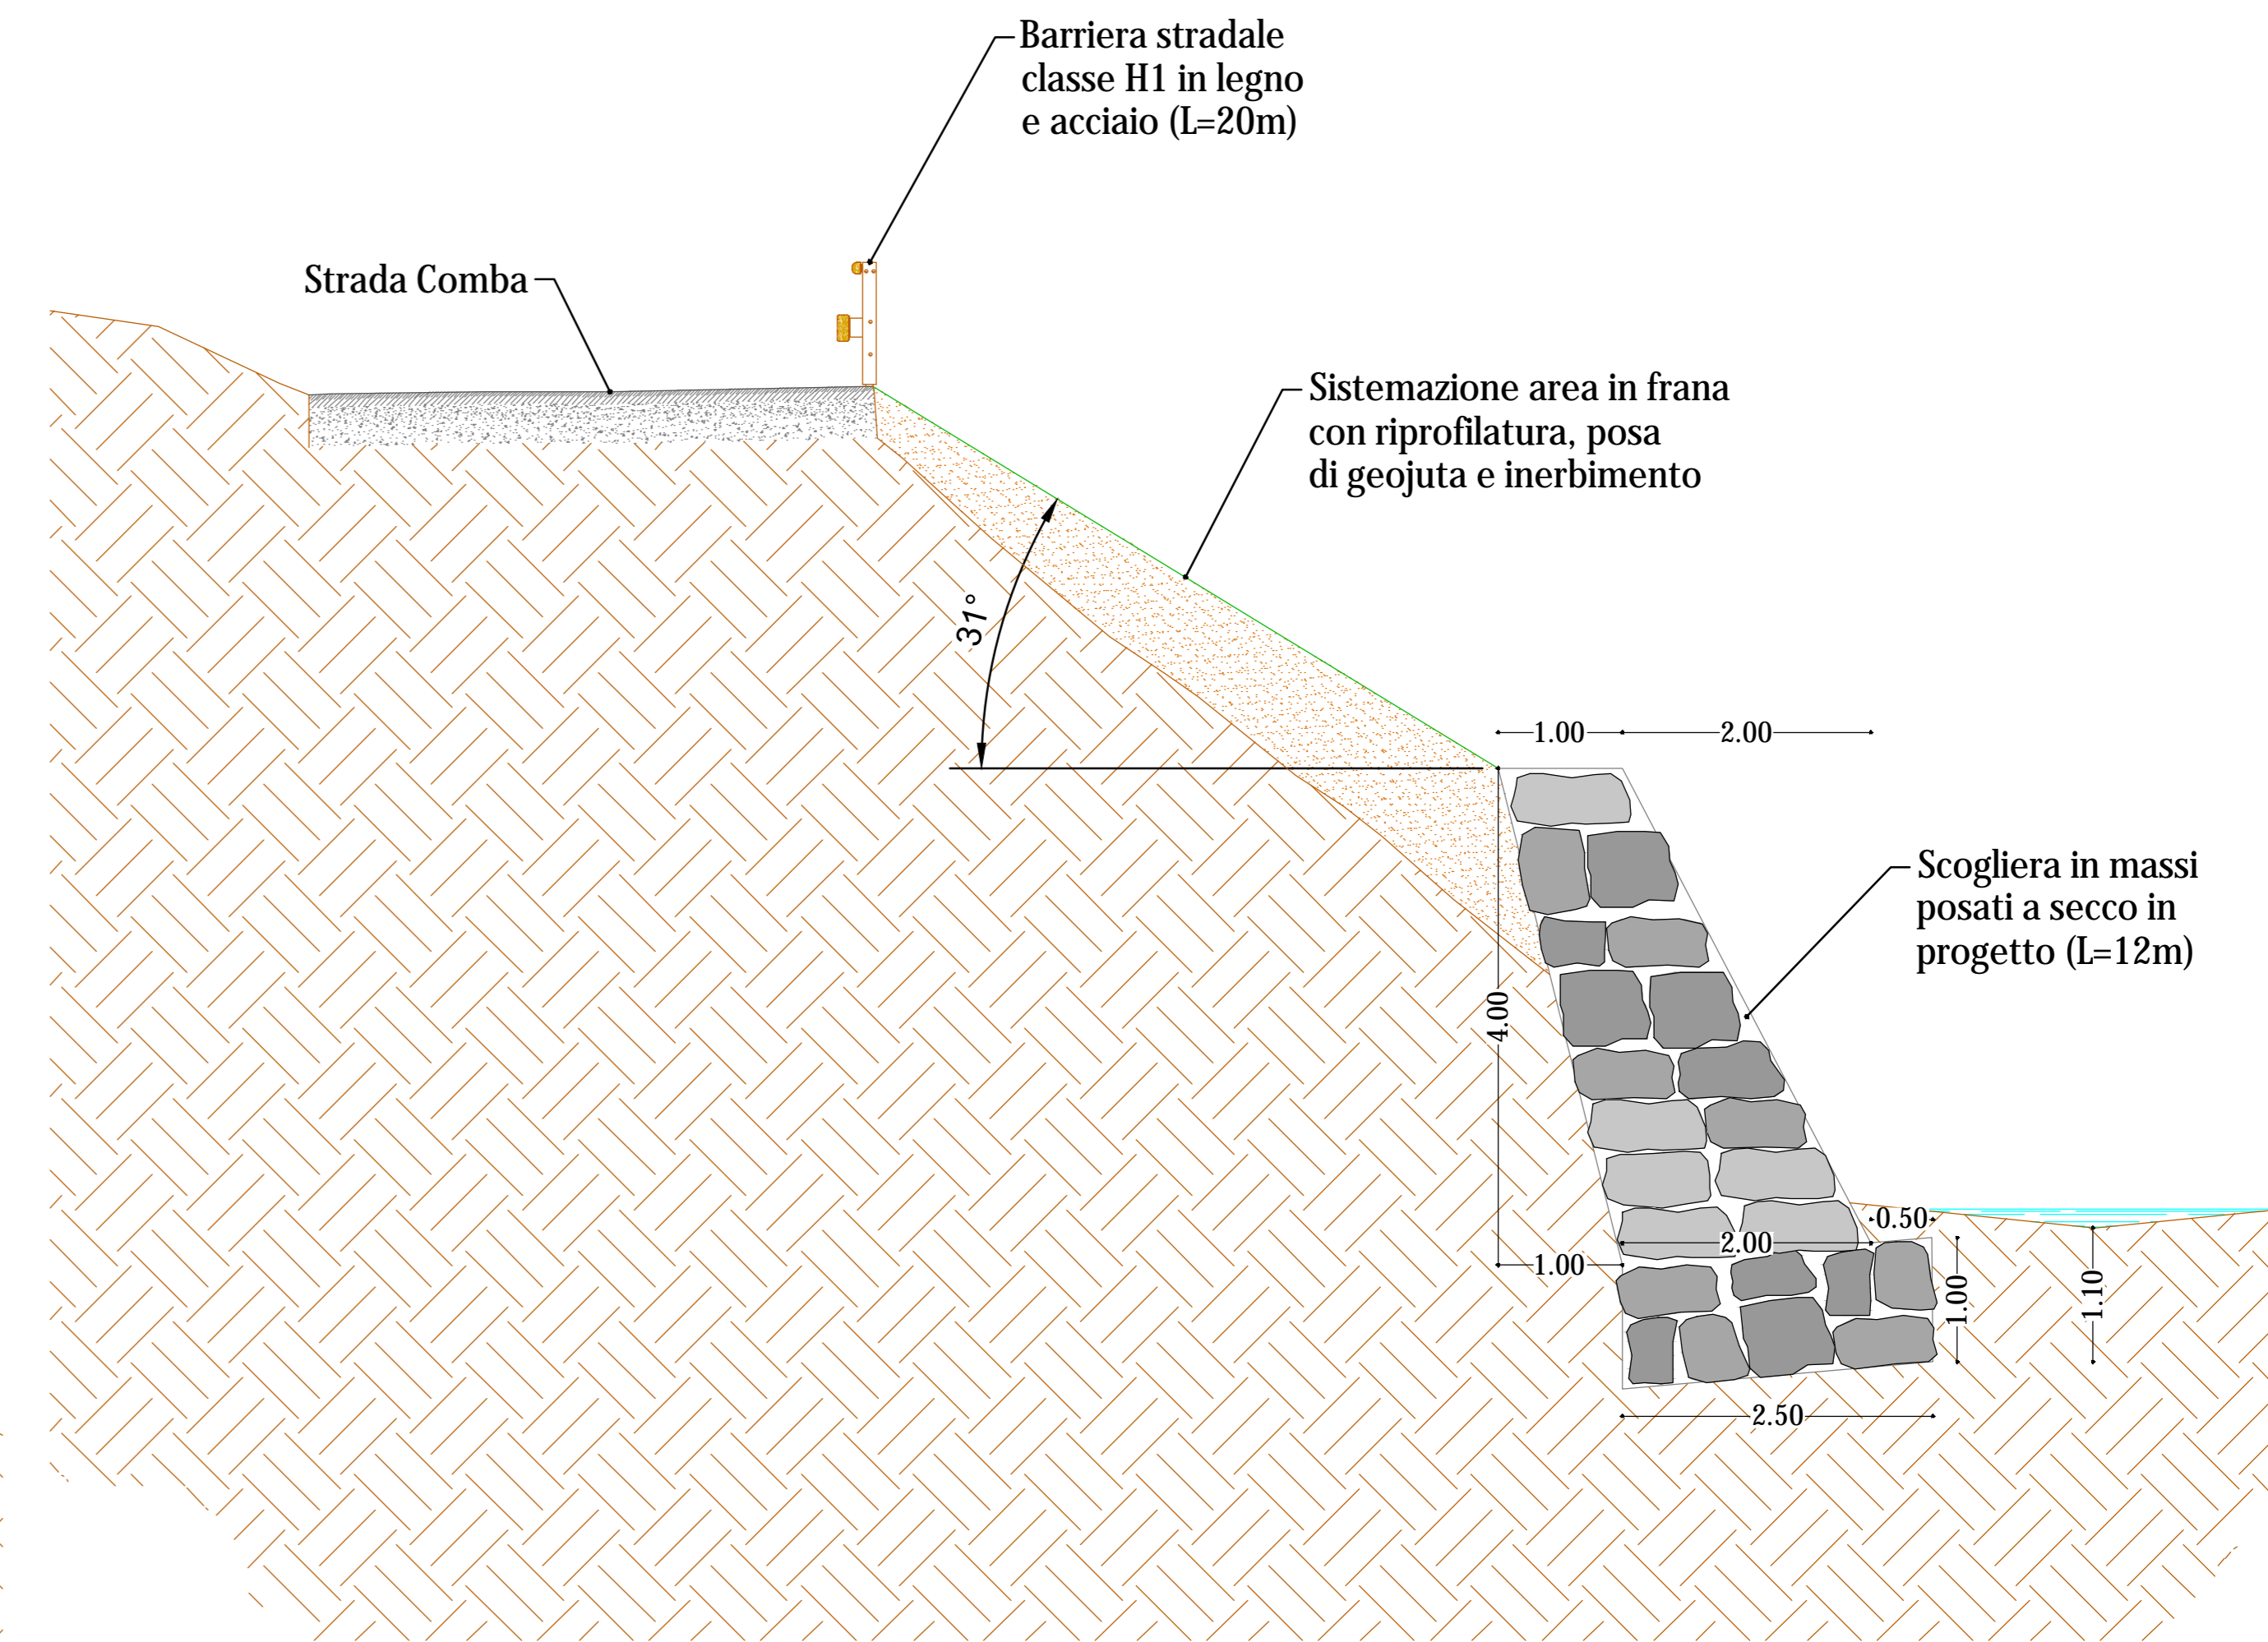 Barriera stradale
classe H1 in legno
e acciaio (L=20m)
Strada Comba
Sistemazione area in frana
con riprofilatura, posa
di geojuta e inerbimento
31°
1.00
2.00
Scogliera in massi
posati a secco in
progetto (L=12m)
4.00
0.50
2.00
1.00
1.00
1.10
2.50